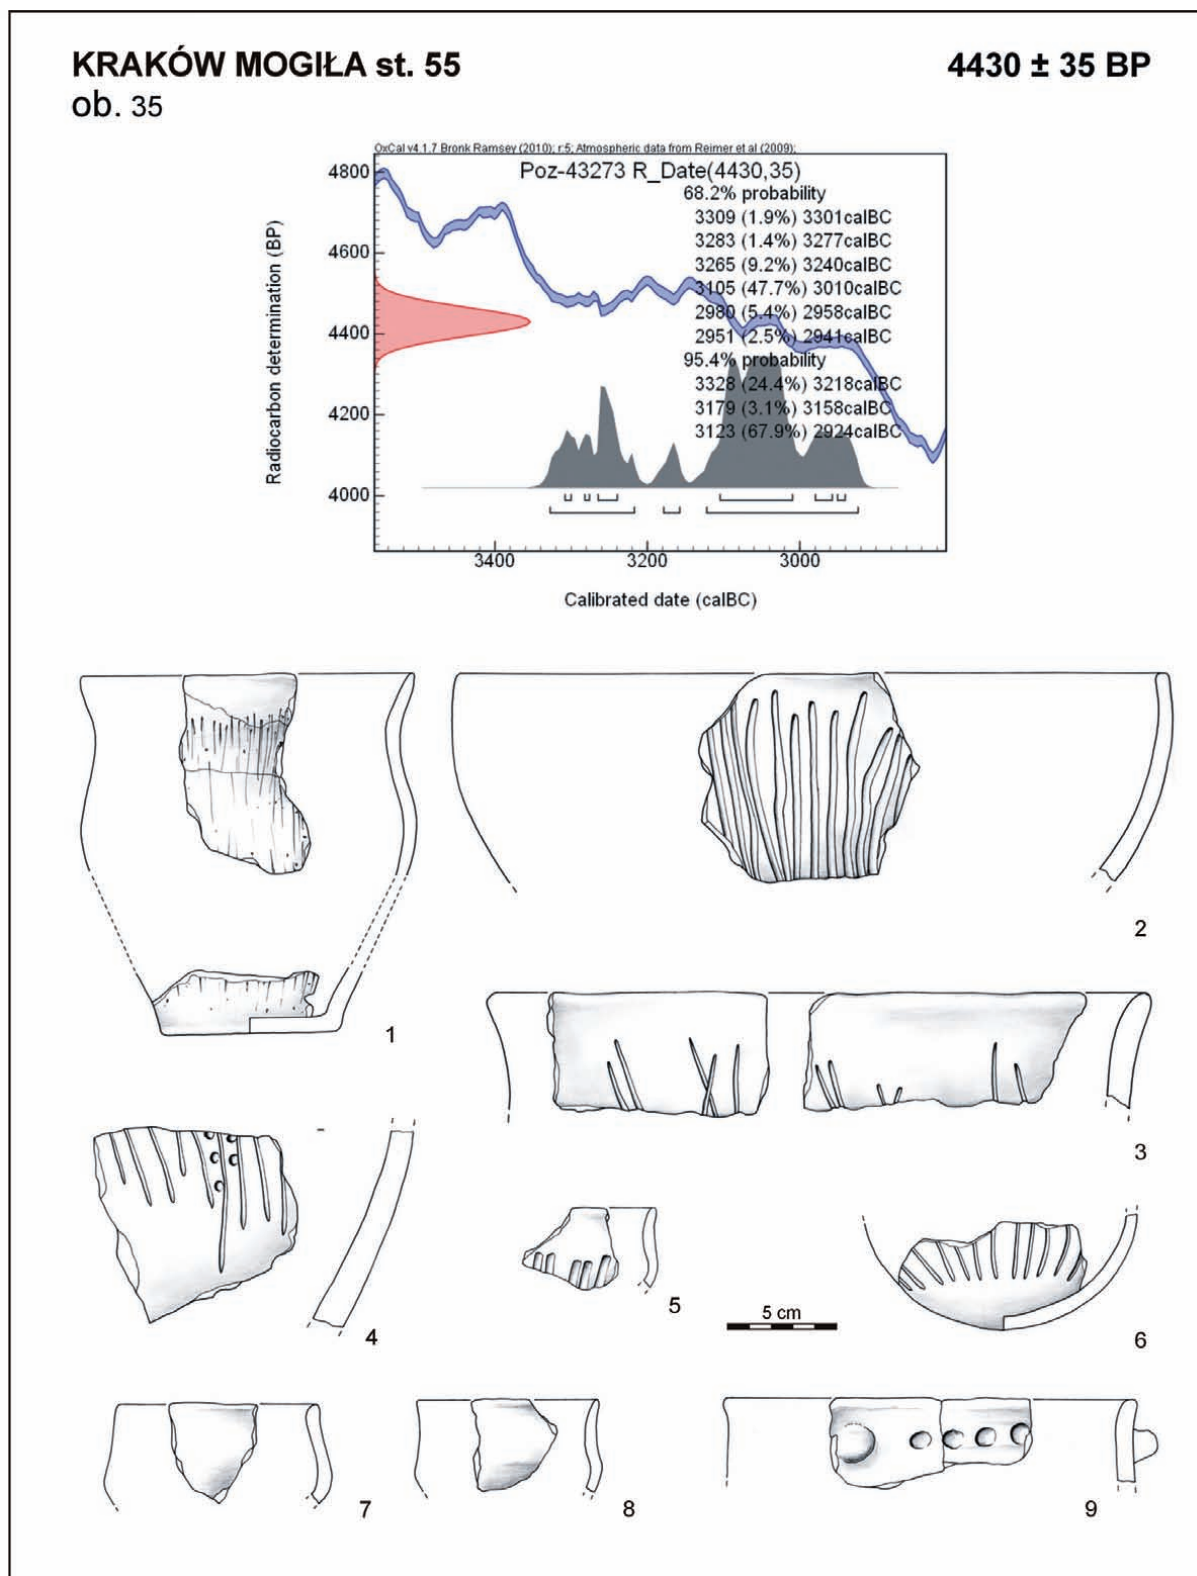 KRAKÓW MOGIŁA st. 55
4430 ± 35 BP
ob. 35
OxCal v4.1.7 Bronk Ramsey (2010); r:5; Atmospheric data from Reimer et al (2009);
Poz-43273 R_Date(4430,35)
68.2% probability
3309 (1.9%) 3301calBC
3283 (1.4%) 3277calBC
3265 (9.2%) 3240calBC
3105 (47.7%) 3010calBC
2980 (5.4%) 2958calBC
2951 (2.5%) 2941calBC
95.4% probability
3328 (24.4%) 3218calBC
3179 (3.1%) 3158calBC
3123 (67.9%) 2924calBC
Radiocarbon determination (BP)
4800
4600
4400
4200
4000
3400 3200 3000
Calibrated date (calBC)
1
2
3
4
5
5 cm
6
7
8
9